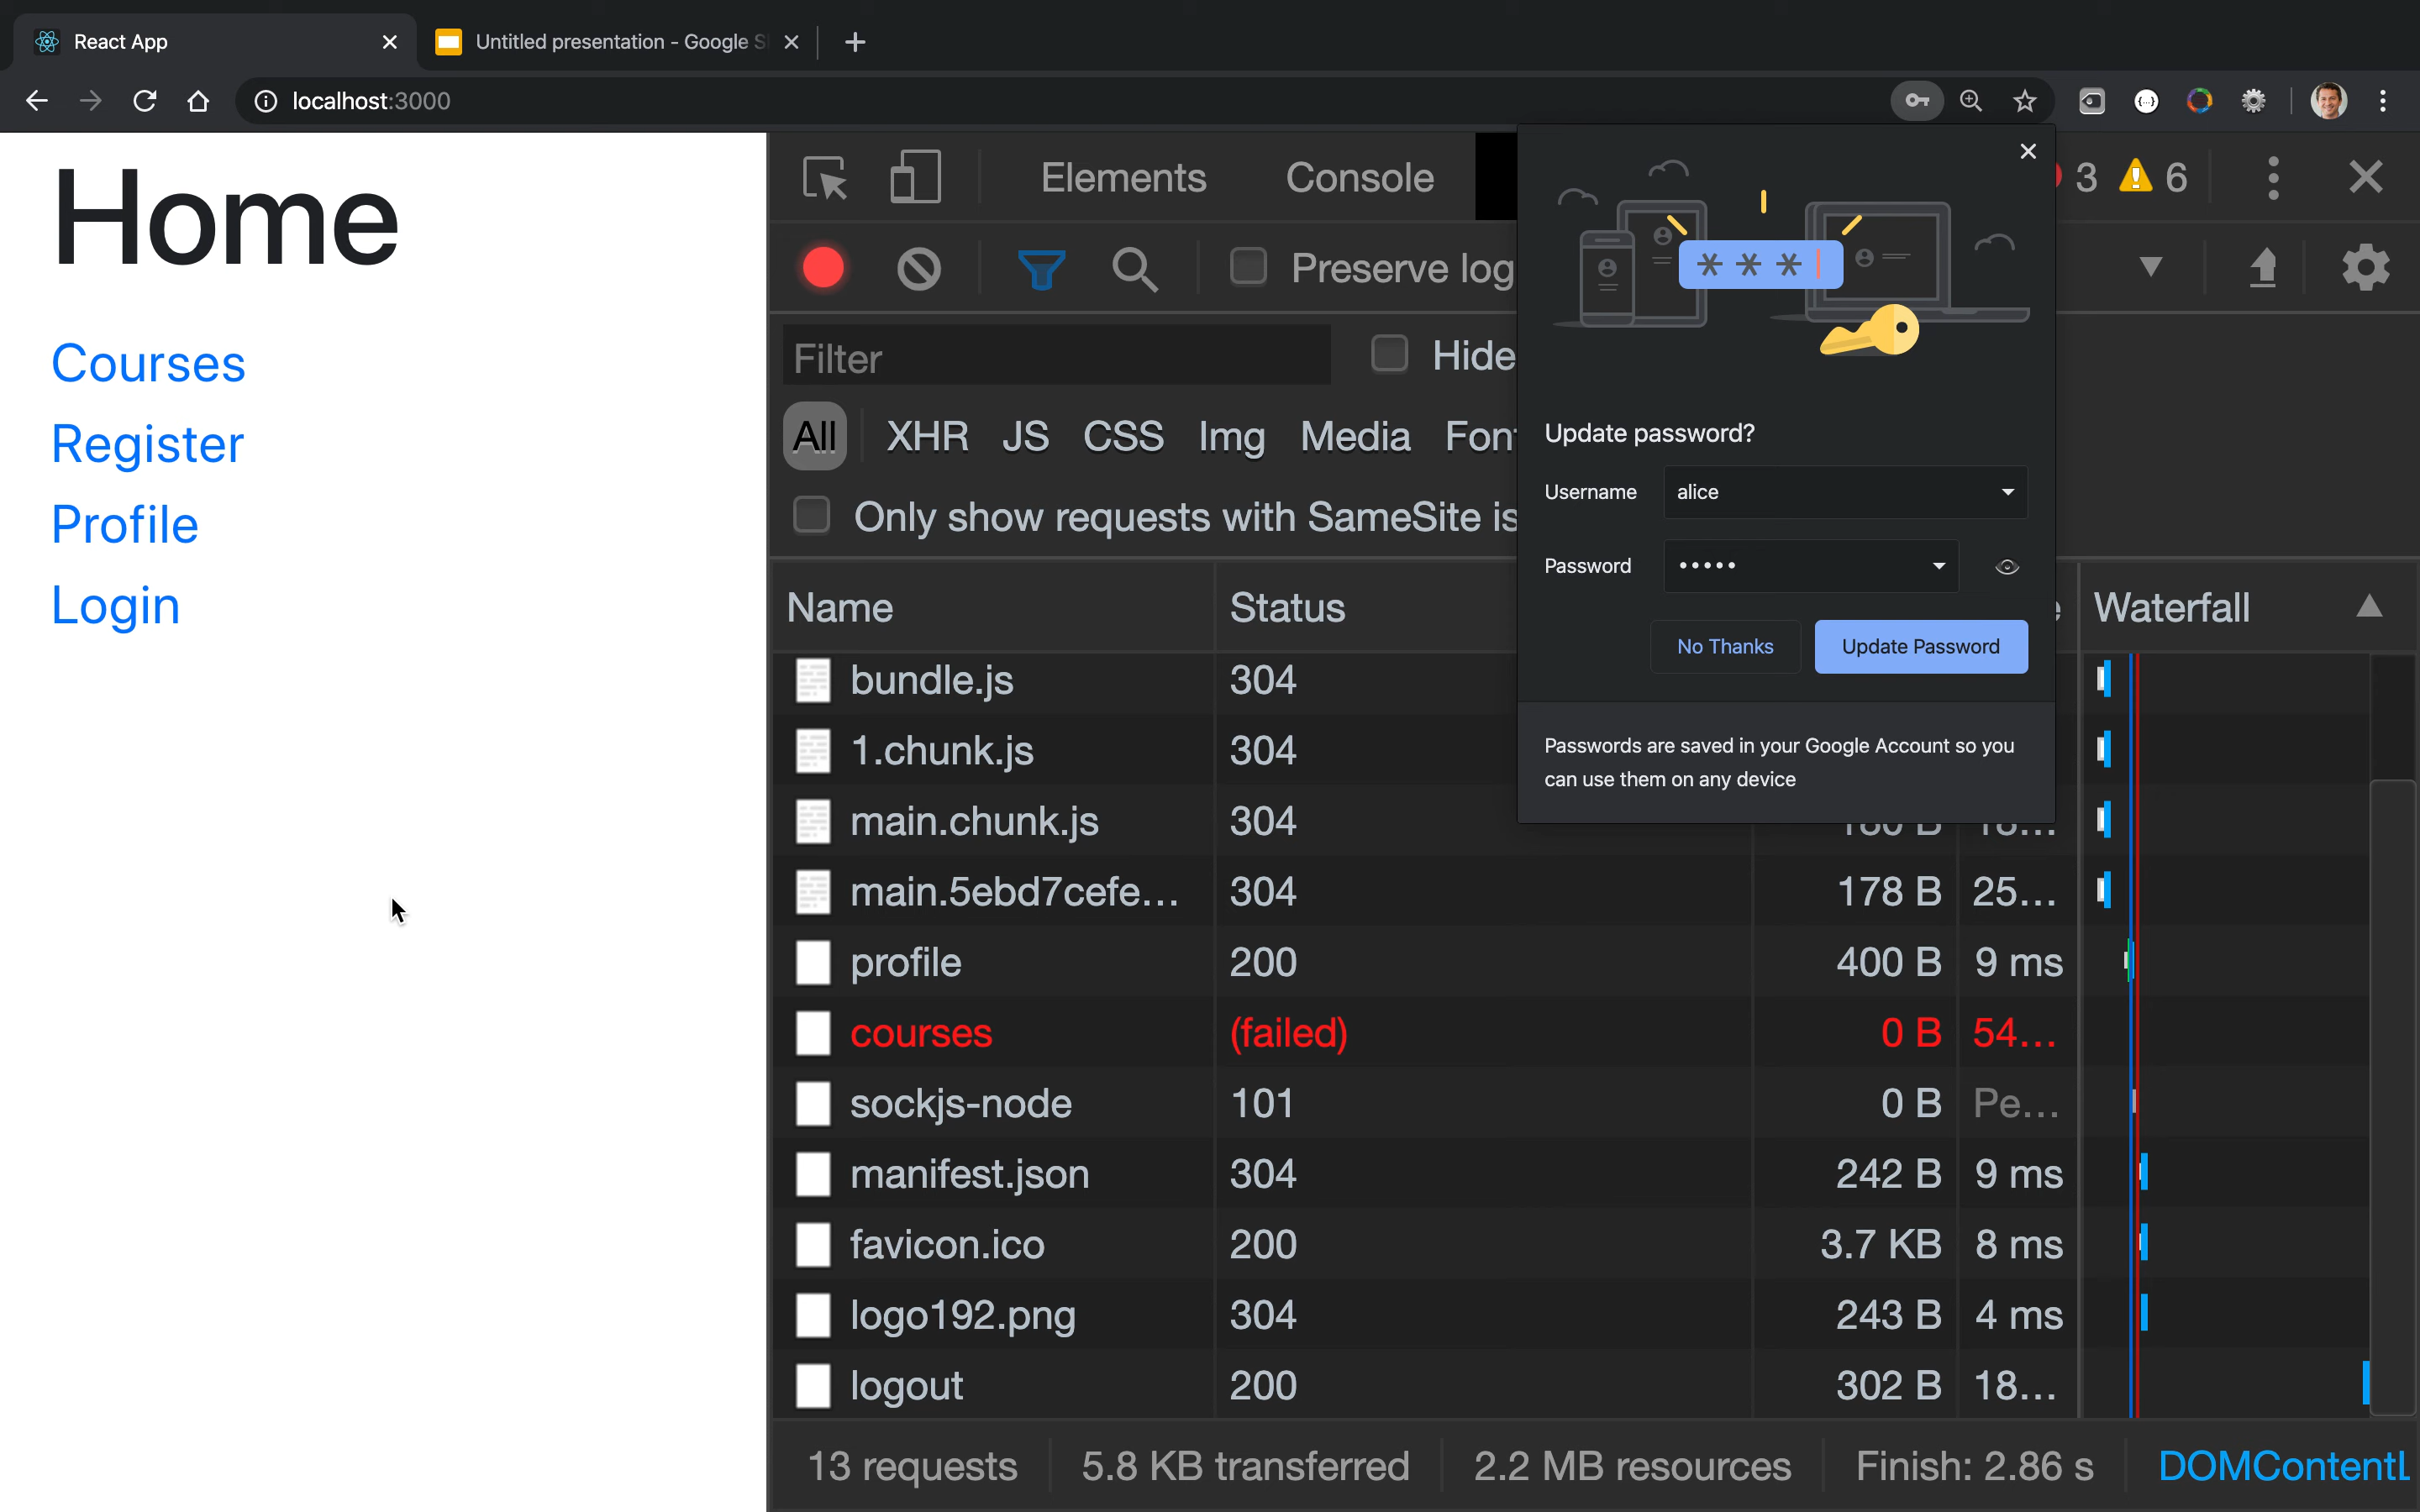 React App
Untitled presentation - Google S
localhost:3000
Home
Courses
Register
Profile
Login
Elements Console
3 6
Preserve log
Filter
Hide
All XHR JS CSS Img Media Fon
Only show requests with SameSite is
Name Status Waterfall
bundle.js 304
1.chunk.js 304
main.chunk.js 304
main.5ebd7cefe... 304 178 B 25...
profile 200 400 B 9 ms
courses (failed) 0 B 54...
sockjs-node 101 0 B Pe...
manifest.json 304 242 B 9 ms
favicon.ico 200 3.7 KB 8 ms
logo192.png 304 243 B 4 ms
logout 200 302 B 18...
13 requests 5.8 KB transferred 2.2 MB resources Finish: 2.86 s DOMContentL
***
Update password?
Username alice
Password •••••
No Thanks Update Password
Passwords are saved in your Google Account so you
can use them on any device